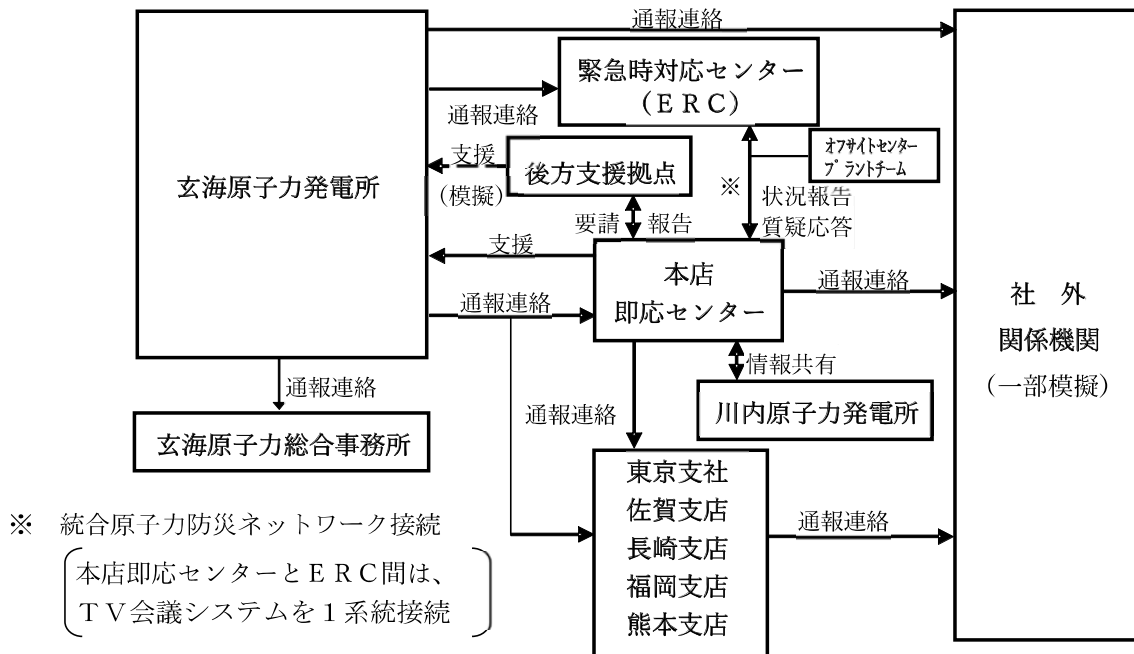 通報連絡
緊急時対応センター
（ＥＲＣ）
通報連絡
オフサイトセンター
プラントチーム
支援
後方支援拠点
玄海原子力発電所
(模擬)
※
状況報告
質疑応答
要請
報告
支援
本店
即応センター
通報連絡
通報連絡
社　外
関係機関
（一部模擬）
情報共有
通報連絡
川内原子力発電所
通報連絡
玄海原子力総合事務所
東京支社
佐賀支店
長崎支店
福岡支店
熊本支店
通報連絡
※　統合原子力防災ネットワーク接続
本店即応センターとＥＲＣ間は、
ＴＶ会議システムを１系統接続